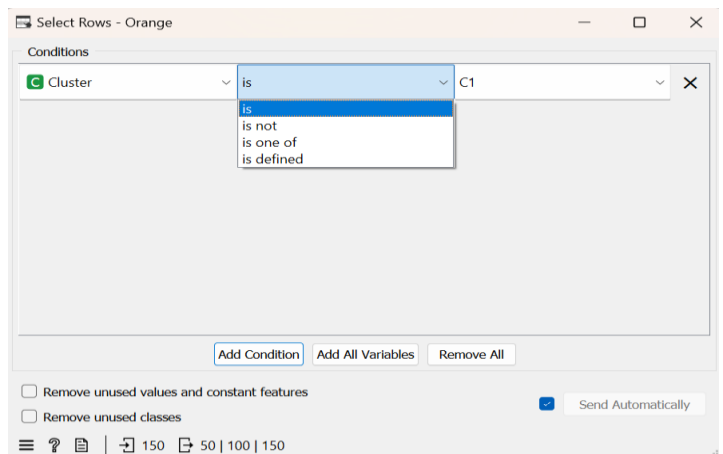 Select Rows - Orange
Conditions
C Cluster is C1
is
is not
is one of
is defined
Add Condition Add All Variables Remove All
Remove unused values and constant features
Send Automatically
Remove unused classes
? 150 50 | 100 | 150